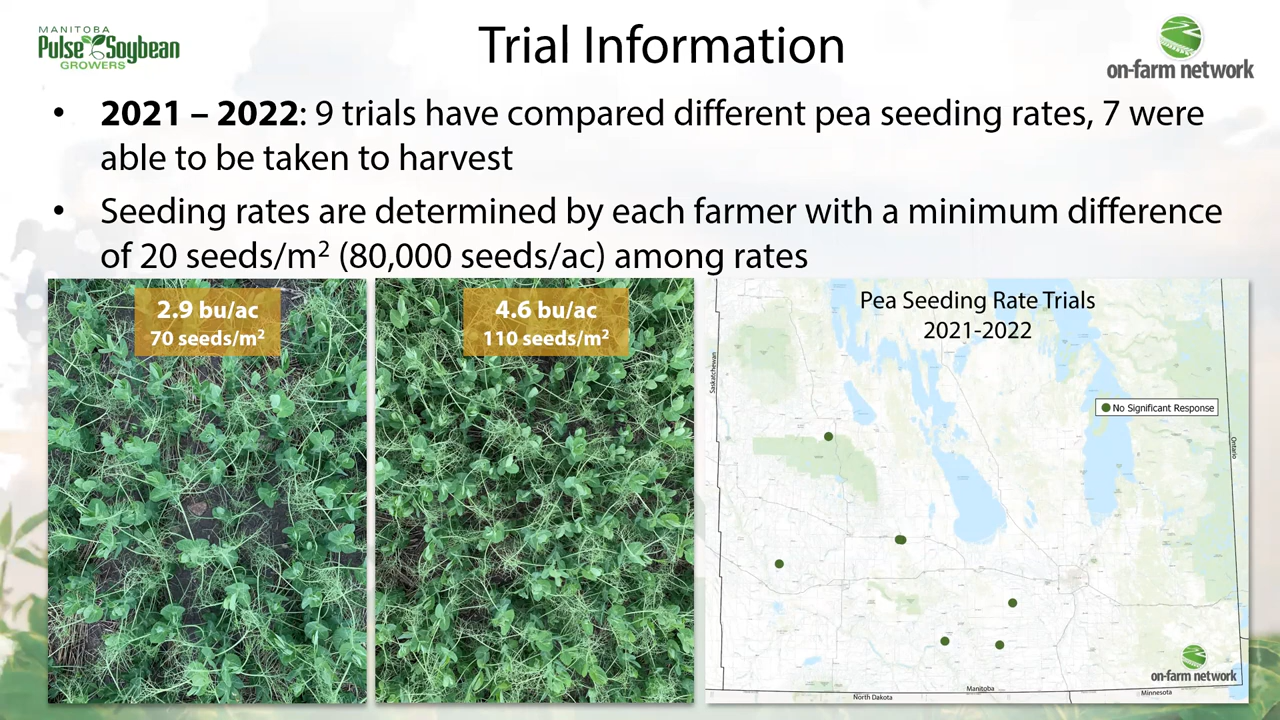 MANITOBA
Pulse Soybean
GROWERS
Trial Information
on-farm network
• 2021 – 2022: 9 trials have compared different pea seeding rates, 7 were
able to be taken to harvest
• Seeding rates are determined by each farmer with a minimum difference
of 20 seeds/m² (80,000 seeds/ac) among rates
2.9 bu/ac
70 seeds/m²
4.6 bu/ac
110 seeds/m²
Pea Seeding Rate Trials
2021-2022
Saskatchewan
No Significant Response
Ontario
on-farm network
North Dakota
Manitoba
Minnesota